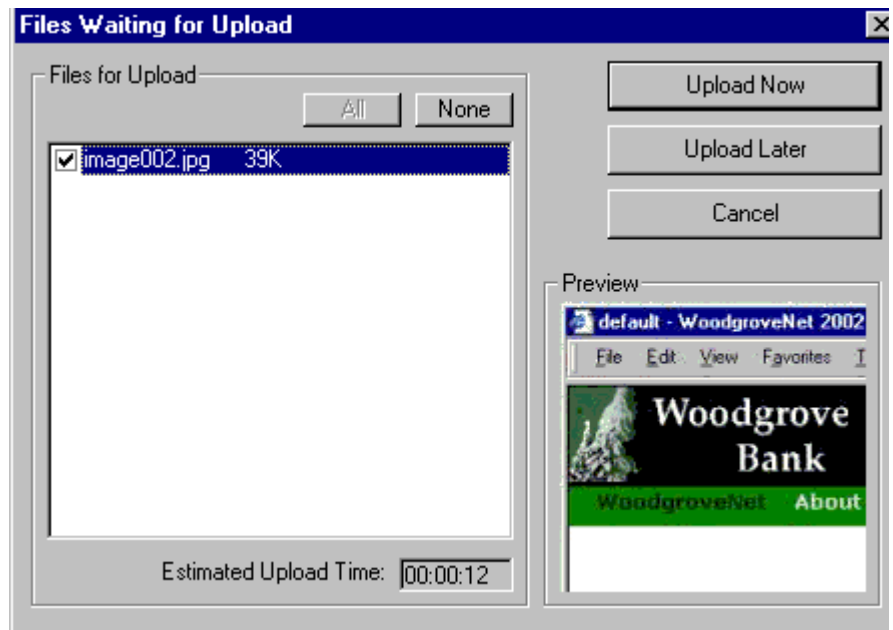 Files Waiting for Upload
Files for Upload
All None
image002.jpg 39K
Estimated Upload Time: 00:00:12
Upload Now
Upload Later
Cancel
Preview
default - WoodgroveNet 2002
File Edit View Favorites T
Woodgrove
Bank
WoodgroveNet About